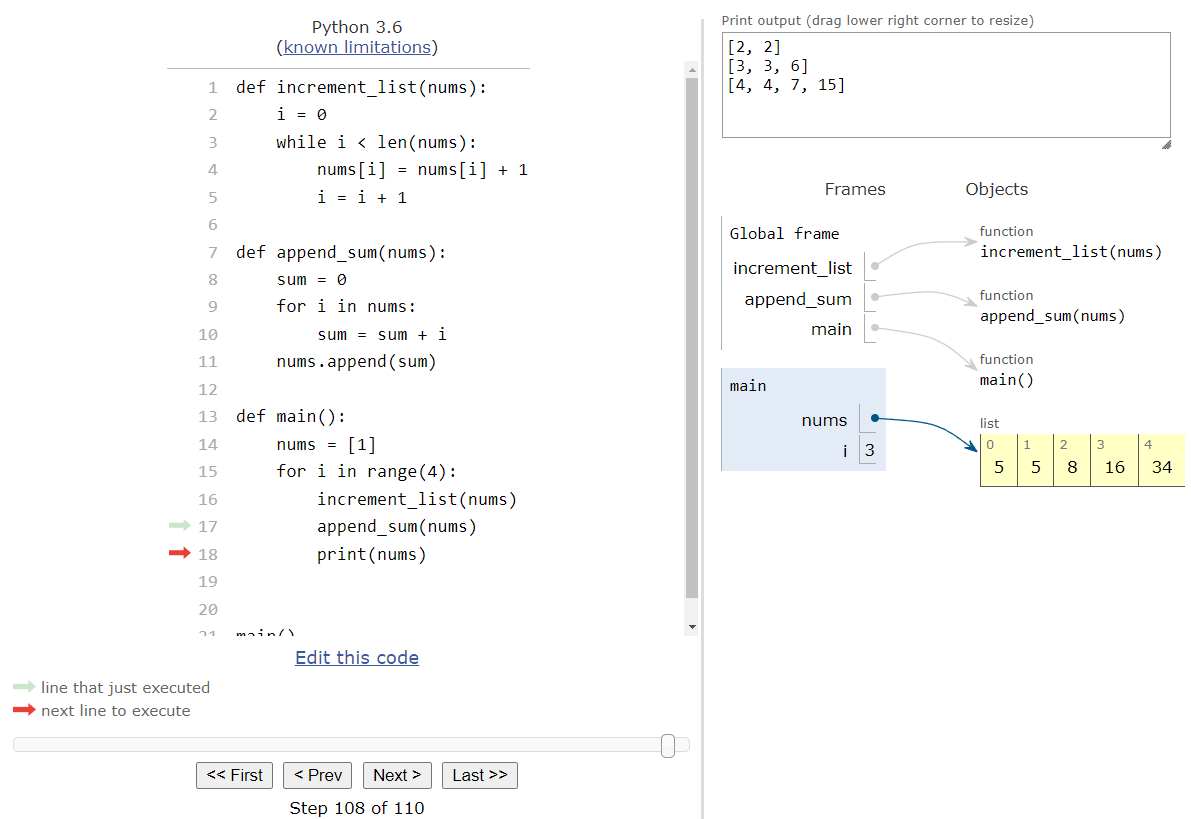 Python 3.6
(known limitations)
1 def increment_list(nums):
2     i = 0
3     while i < len(nums):
4         nums[i] = nums[i] + 1
5         i = i + 1
6
7 def append_sum(nums):
8     sum = 0
9     for i in nums:
10         sum = sum + i
11     nums.append(sum)
12
13 def main():
14     nums = [1]
15     for i in range(4):
16         increment_list(nums)
17         append_sum(nums)
18         print(nums)
19
20
21 main()
Edit this code
line that just executed
next line to execute
<< First < Prev Next > Last >>
Step 108 of 110
Print output (drag lower right corner to resize)
[2, 2]
[3, 3, 6]
[4, 4, 7, 15]
Frames Objects
Global frame
increment_list
append_sum
main
function
increment_list(nums)
function
append_sum(nums)
function
main()
main
nums
i 3
list
0 1 2 3 4
5 5 8 16 34